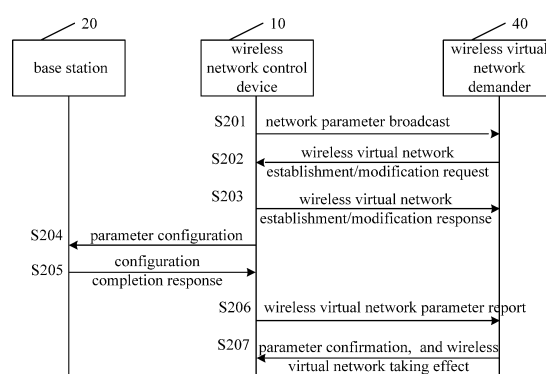 20
10
40
base station
wireless
network control
device
wireless virtual
network
demander
S201
network parameter broadcast
S202
wireless virtual network
establishment/modification request
S203
wireless virtual network
establishment/modification response
S204
parameter configuration
S205
configuration
completion response
S206
wireless virtual network parameter report
S207
parameter confirmation, and wireless
virtual network taking effect